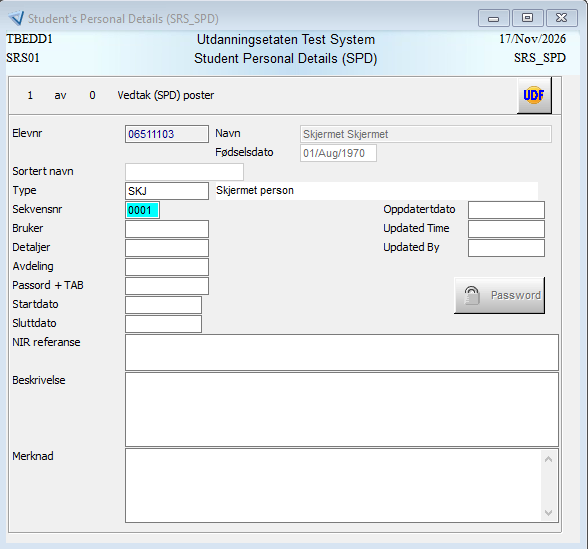 Student's Personal Details (SRS_SPD)
TBEDD1 Utdanningsetaten Test System 17/Nov/2026
SRS01 Student Personal Details (SPD) SRS_SPD
1 av 0 Vedtak (SPD) poster UDF
Elevnr 06511103 Navn Skjermet Skjermet
Fødselsdato 01/Aug/1970
Sortert navn
Type SKJ Skjermet person
Sekvensnr 0001 Oppdatertdato
Bruker Updated Time
Detaljer Updated By
Avdeling
Passord + TAB Password
Startdato
Sluttdato
NIR referanse
Beskrivelse
Merknad